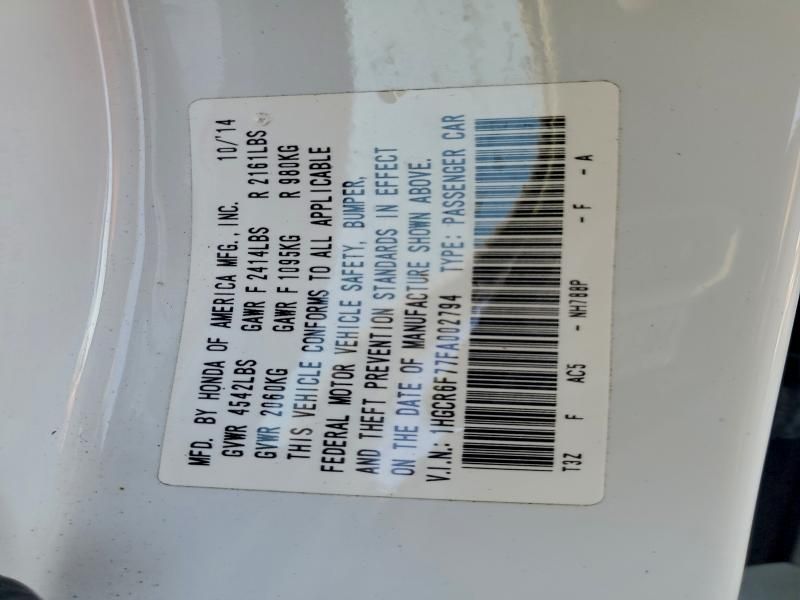 MFD. BY HONDA OF AMERICA MFG., INC. 10/'14
GVWR 4542LBS GAWR F 2414LBS R 2161LBS
GVWR 2060KG GAWR F 1095KG R 980KG
THIS VEHICLE CONFORMS TO ALL APPLICABLE
FEDERAL MOTOR VEHICLE SAFETY, BUMPER,
AND THEFT PREVENTION STANDARDS IN EFFECT
ON THE DATE OF MANUFACTURE SHOWN ABOVE.
V.I.N.: 1HGCR6F77FA002794 TYPE: PASSENGER CAR
T3Z F AC5 - NH788P - F - A